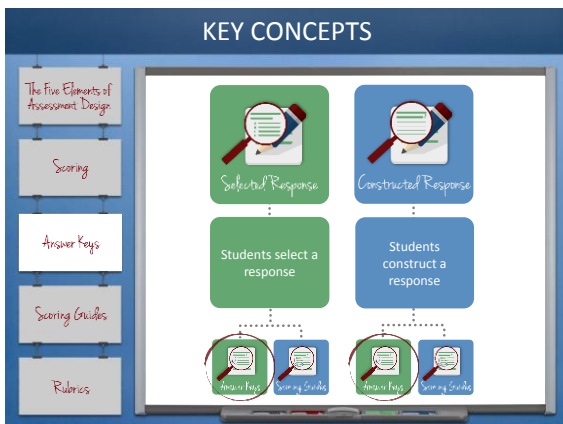 KEY CONCEPTS
The Five Elements of
Assessment Design
Scoring
Answer Keys
Scoring Guides
Rubrics
Selected Response
Constructed Response
Students select a
response
Students
construct a
response
Answer Keys
Scoring Guides
Answer Keys
Scoring Guides